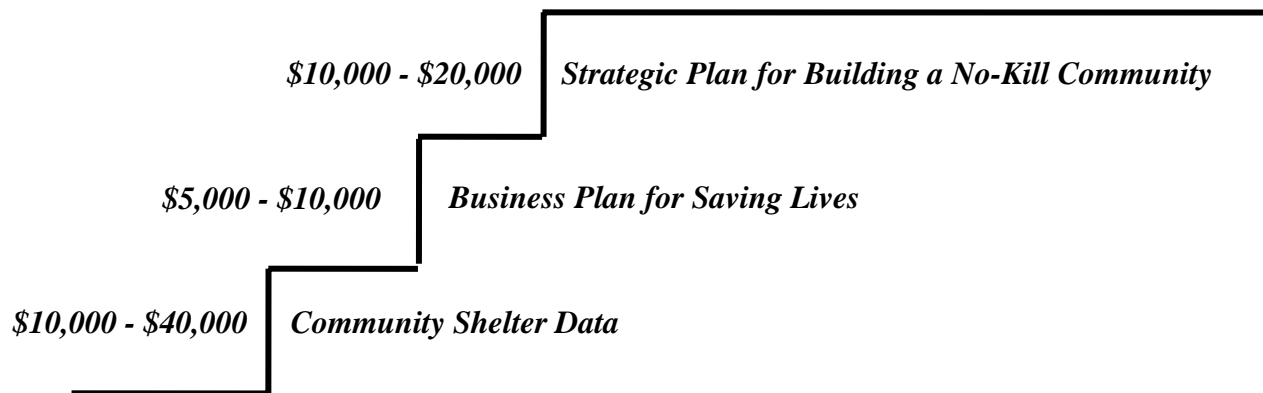 $10,000 - $20,000 Strategic Plan for Building a No-Kill Community
$5,000 - $10,000 Business Plan for Saving Lives
$10,000 - $40,000 Community Shelter Data